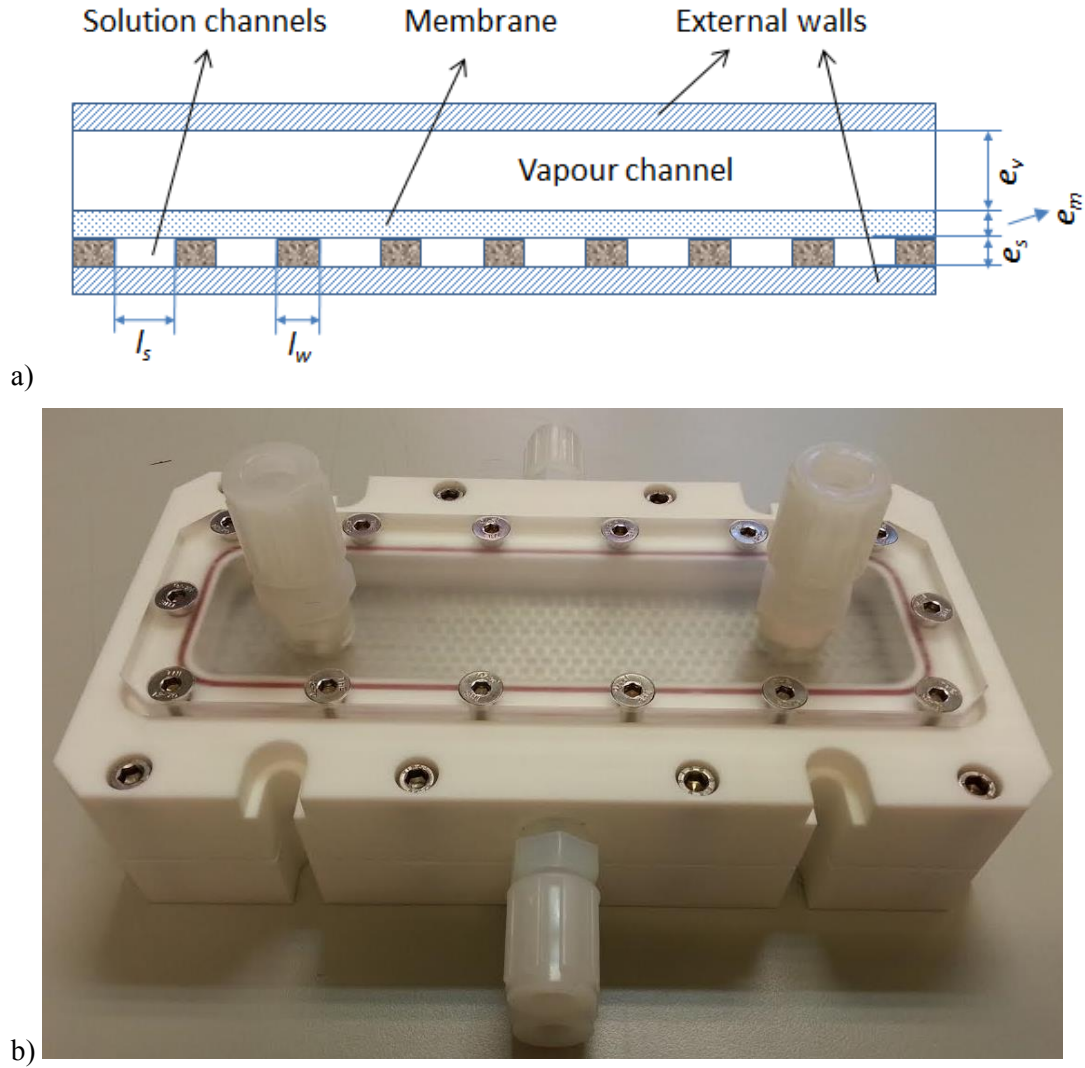 Solution channels Membrane External walls
Vapour channel
e_v
e_m
e_s
l_s l_w
a)
b)